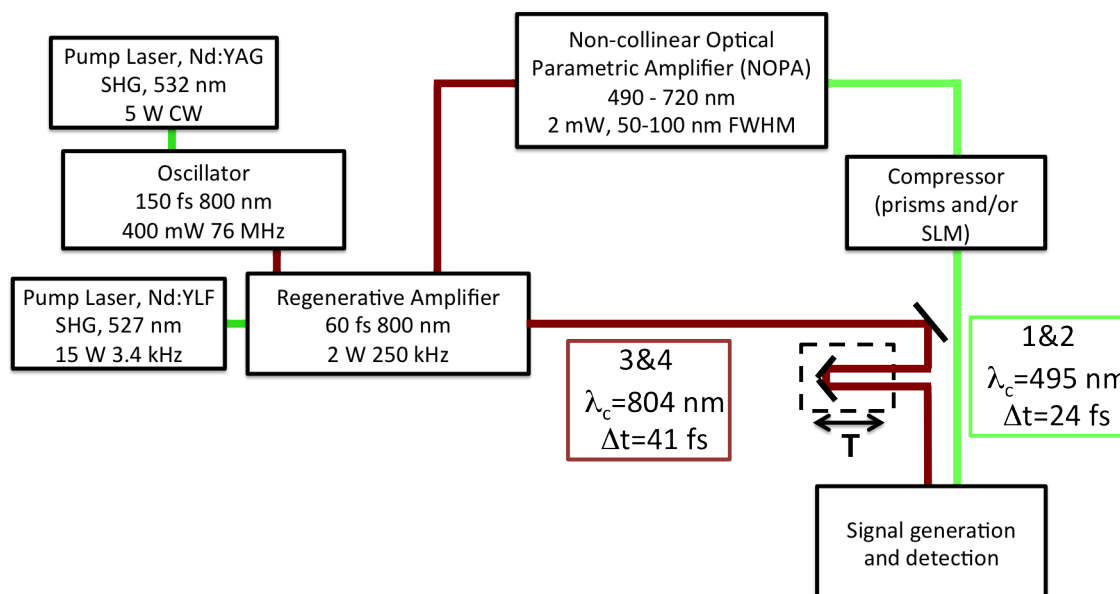 Pump Laser, Nd:YAG
SHG, 532 nm
5 W CW
Oscillator
150 fs 800 nm
400 mW 76 MHz
Pump Laser, Nd:YLF
SHG, 527 nm
15 W 3.4 kHz
Regenerative Amplifier
60 fs 800 nm
2 W 250 kHz
Non-collinear Optical
Parametric Amplifier (NOPA)
490 - 720 nm
2 mW, 50-100 nm FWHM
Compressor
(prisms and/or
SLM)
3&4
λc=804 nm
Δt=41 fs
T
1&2
λc=495 nm
Δt=24 fs
Signal generation
and detection